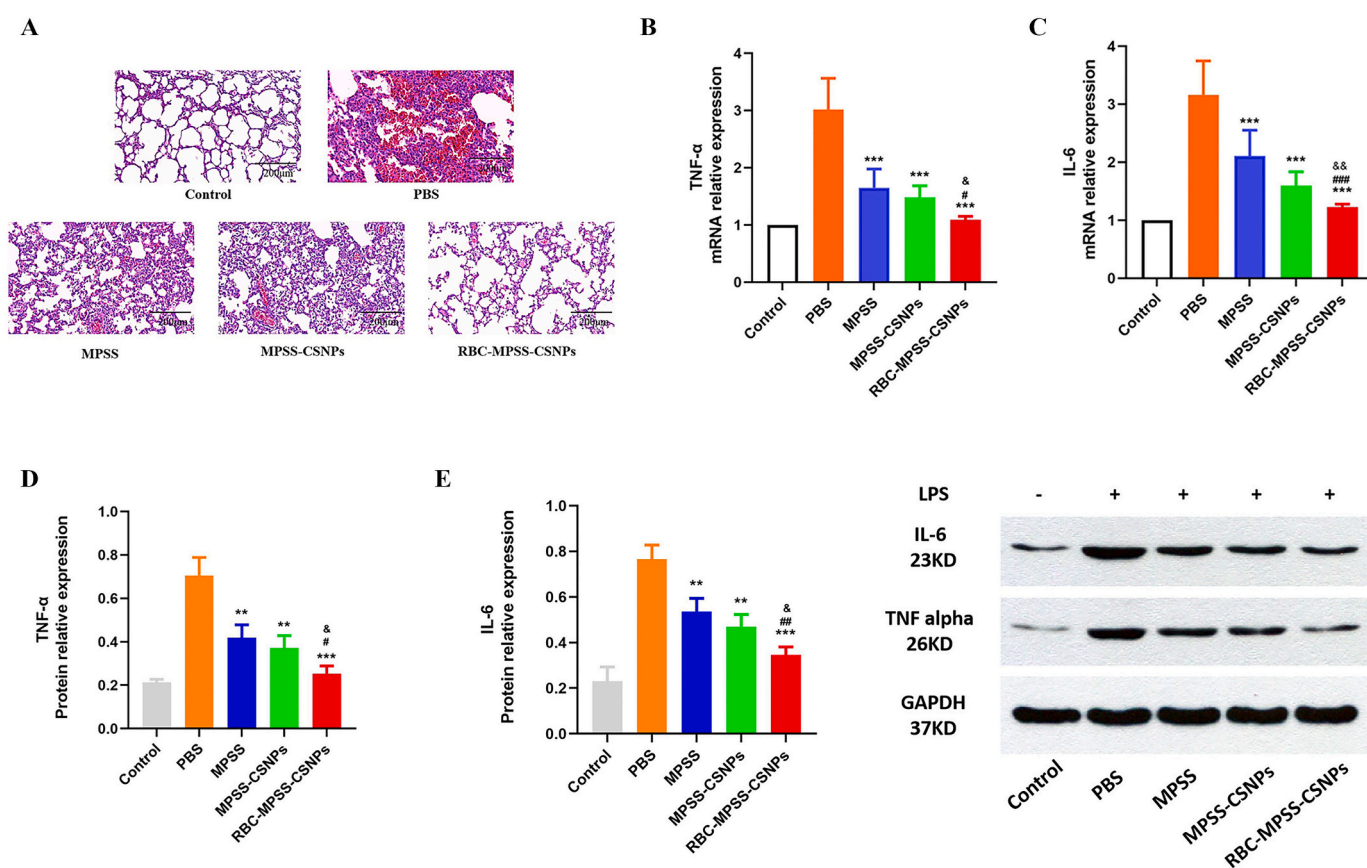 A
200μm
Control
200μm
PBS
200μm
MPSS
200μm
MPSS-CSNPs
200μm
RBC-MPSS-CSNPs
B
TNF-α
mRNA relative expression
4
3
2
1
0
***
***
&
#
***
Control
PBS
MPSS
MPSS-CSNPs
RBC-MPSS-CSNPs
C
IL-6
mRNA relative expression
4
3
2
1
0
***
***
&&
###
***
Control
PBS
MPSS
MPSS-CSNPs
RBC-MPSS-CSNPs
D
TNF-α
Protein relative expression
0.8
0.6
0.4
0.2
0.0
**
**
&
#
***
Control
PBS
MPSS
MPSS-CSNPs
RBC-MPSS-CSNPs
E
IL-6
Protein relative expression
0.8
0.6
0.4
0.2
0.0
**
**
&
##
***
Control
PBS
MPSS
MPSS-CSNPs
RBC-MPSS-CSNPs
LPS - + + + +
IL-6
23KD
TNF alpha
26KD
GAPDH
37KD
Control
PBS
MPSS
MPSS-CSNPs
RBC-MPSS-CSNPs